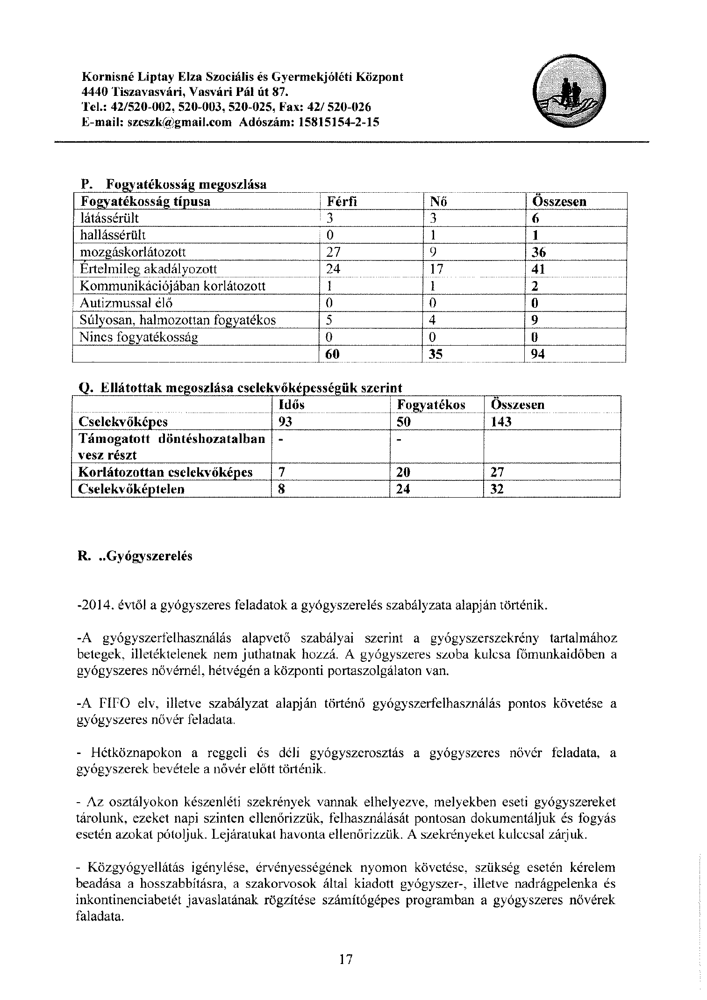 Kornisné Liptay Elza Szociális és Gyermekjóléti Központ
4440 Tiszavasvári, Vasvári Pál út 87.
Tel.: 42/520-002, 520-003, 520-025, Fax: 42/ 520-026
E-mail: szeszk@gmail.com Adószám: 15815154-2-15
P. Fogyatékosság megoszlása
Fogyatékosság típusa Férfi Nő Összesen
látássérült 3 3 6
hallássérült 0 1 1
mozgáskorlátozott 27 9 36
Értelmileg akadályozott 24 17 41
Kommunikációjában korlátozott 1 1 2
Autizmussal élő 0 0 0
Súlyosan, halmozottan fogyatékos 5 4 9
Nincs fogyatékosság 0 0 0
60 35 94
Q. Ellátottak megoszlása cselekvőképességük szerint
Idős Fogyatékos Összesen
Cselekvőképes 93 50 143
Támogatott döntéshozatalban - -
vesz részt
Korlátozottan cselekvőképes 7 20 27
Cselekvőképtelen 8 24 32
R. ..Gyógyszerelés
-2014. évtől a gyógyszeres feladatok a gyógyszerelés szabályzata alapján történik.
-A gyógyszerfelhasználás alapvető szabályai szerint a gyógyszerszekrény tartalmához
betegek, illetéktelenek nem juthatnak hozzá. A gyógyszeres szoba kulcsa főmunkaidőben a
gyógyszeres nővérnél, hétvégén a központi portaszolgálaton van.
-A FIFO elv, illetve szabályzat alapján történő gyógyszerfelhasználás pontos követése a
gyógyszeres nővér feladata.
- Hétköznapokon a reggeli és déli gyógyszerosztás a gyógyszeres nővér feladata, a
gyógyszerek bevétele a nővér előtt történik.
- Az osztályokon készenléti szekrények vannak elhelyezve, melyekben eseti gyógyszereket
tárolunk, ezeket napi szinten ellenőrizzük, felhasználását pontosan dokumentáljuk és fogyás
esetén azokat pótoljuk. Lejáratukat havonta ellenőrizzük. A szekrényeket kulccsal zárjuk.
- Közgyógyellátás igénylése, érvényességének nyomon követése, szükség esetén kérelem
beadása a hosszabbításra, a szakorvosok által kiadott gyógyszer-, illetve nadrágpelenka és
inkontinenciabetét javaslatának rögzítése számítógépes programban a gyógyszeres nővérek
faladata.
17